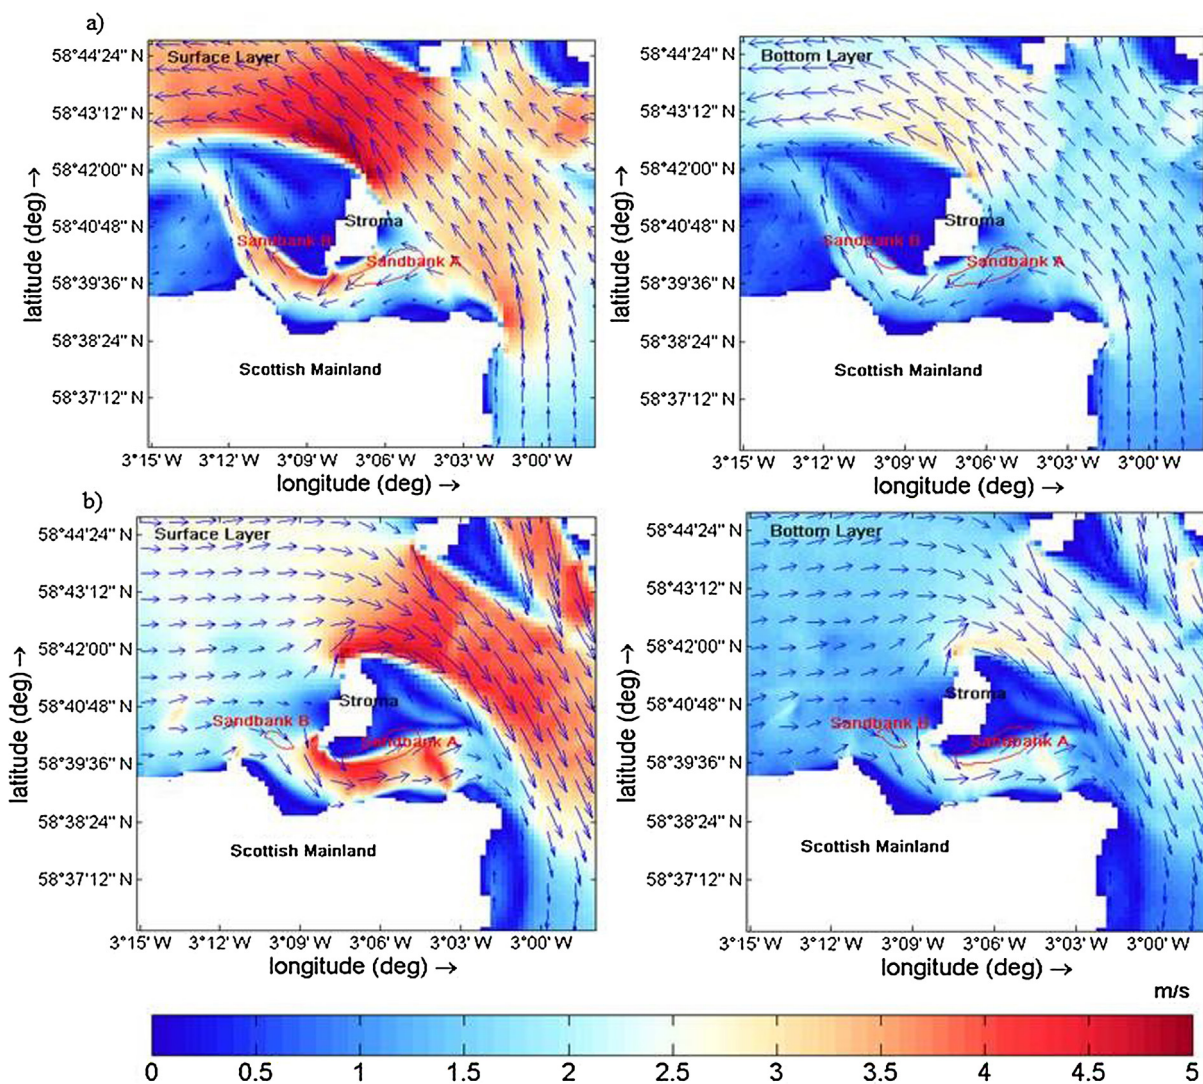 a)
Surface Layer
58°44'24" N
58°43'12" N
58°42'00" N
58°40'48" N
58°39'36" N
58°38'24" N
58°37'12" N
latitude (deg) →
Stroma
Sandbank B
Sandbank A
Scottish Mainland
3°15' W 3°12' W 3°09' W 3°06' W 3°03' W 3°00' W
longitude (deg) →
Bottom Layer
58°44'24" N
58°43'12" N
58°42'00" N
58°40'48" N
58°39'36" N
58°38'24" N
58°37'12" N
latitude (deg) →
Stroma
Sandbank B
Sandbank A
Scottish Mainland
3°15' W 3°12' W 3°09' W 3°06' W 3°03' W 3°00' W
longitude (deg) →
b)
Surface Layer
58°44'24" N
58°43'12" N
58°42'00" N
58°40'48" N
58°39'36" N
58°38'24" N
58°37'12" N
latitude (deg) →
Stroma
Sandbank B
Sandbank A
Scottish Mainland
3°15' W 3°12' W 3°09' W 3°06' W 3°03' W 3°00' W
longitude (deg) →
Bottom Layer
58°44'24" N
58°43'12" N
58°42'00" N
58°40'48" N
58°39'36" N
58°38'24" N
58°37'12" N
latitude (deg) →
Stroma
Sandbank B
Sandbank A
Scottish Mainland
3°15' W 3°12' W 3°09' W 3°06' W 3°03' W 3°00' W
longitude (deg) →
m/s
0 0.5 1 1.5 2 2.5 3 3.5 4 4.5 5